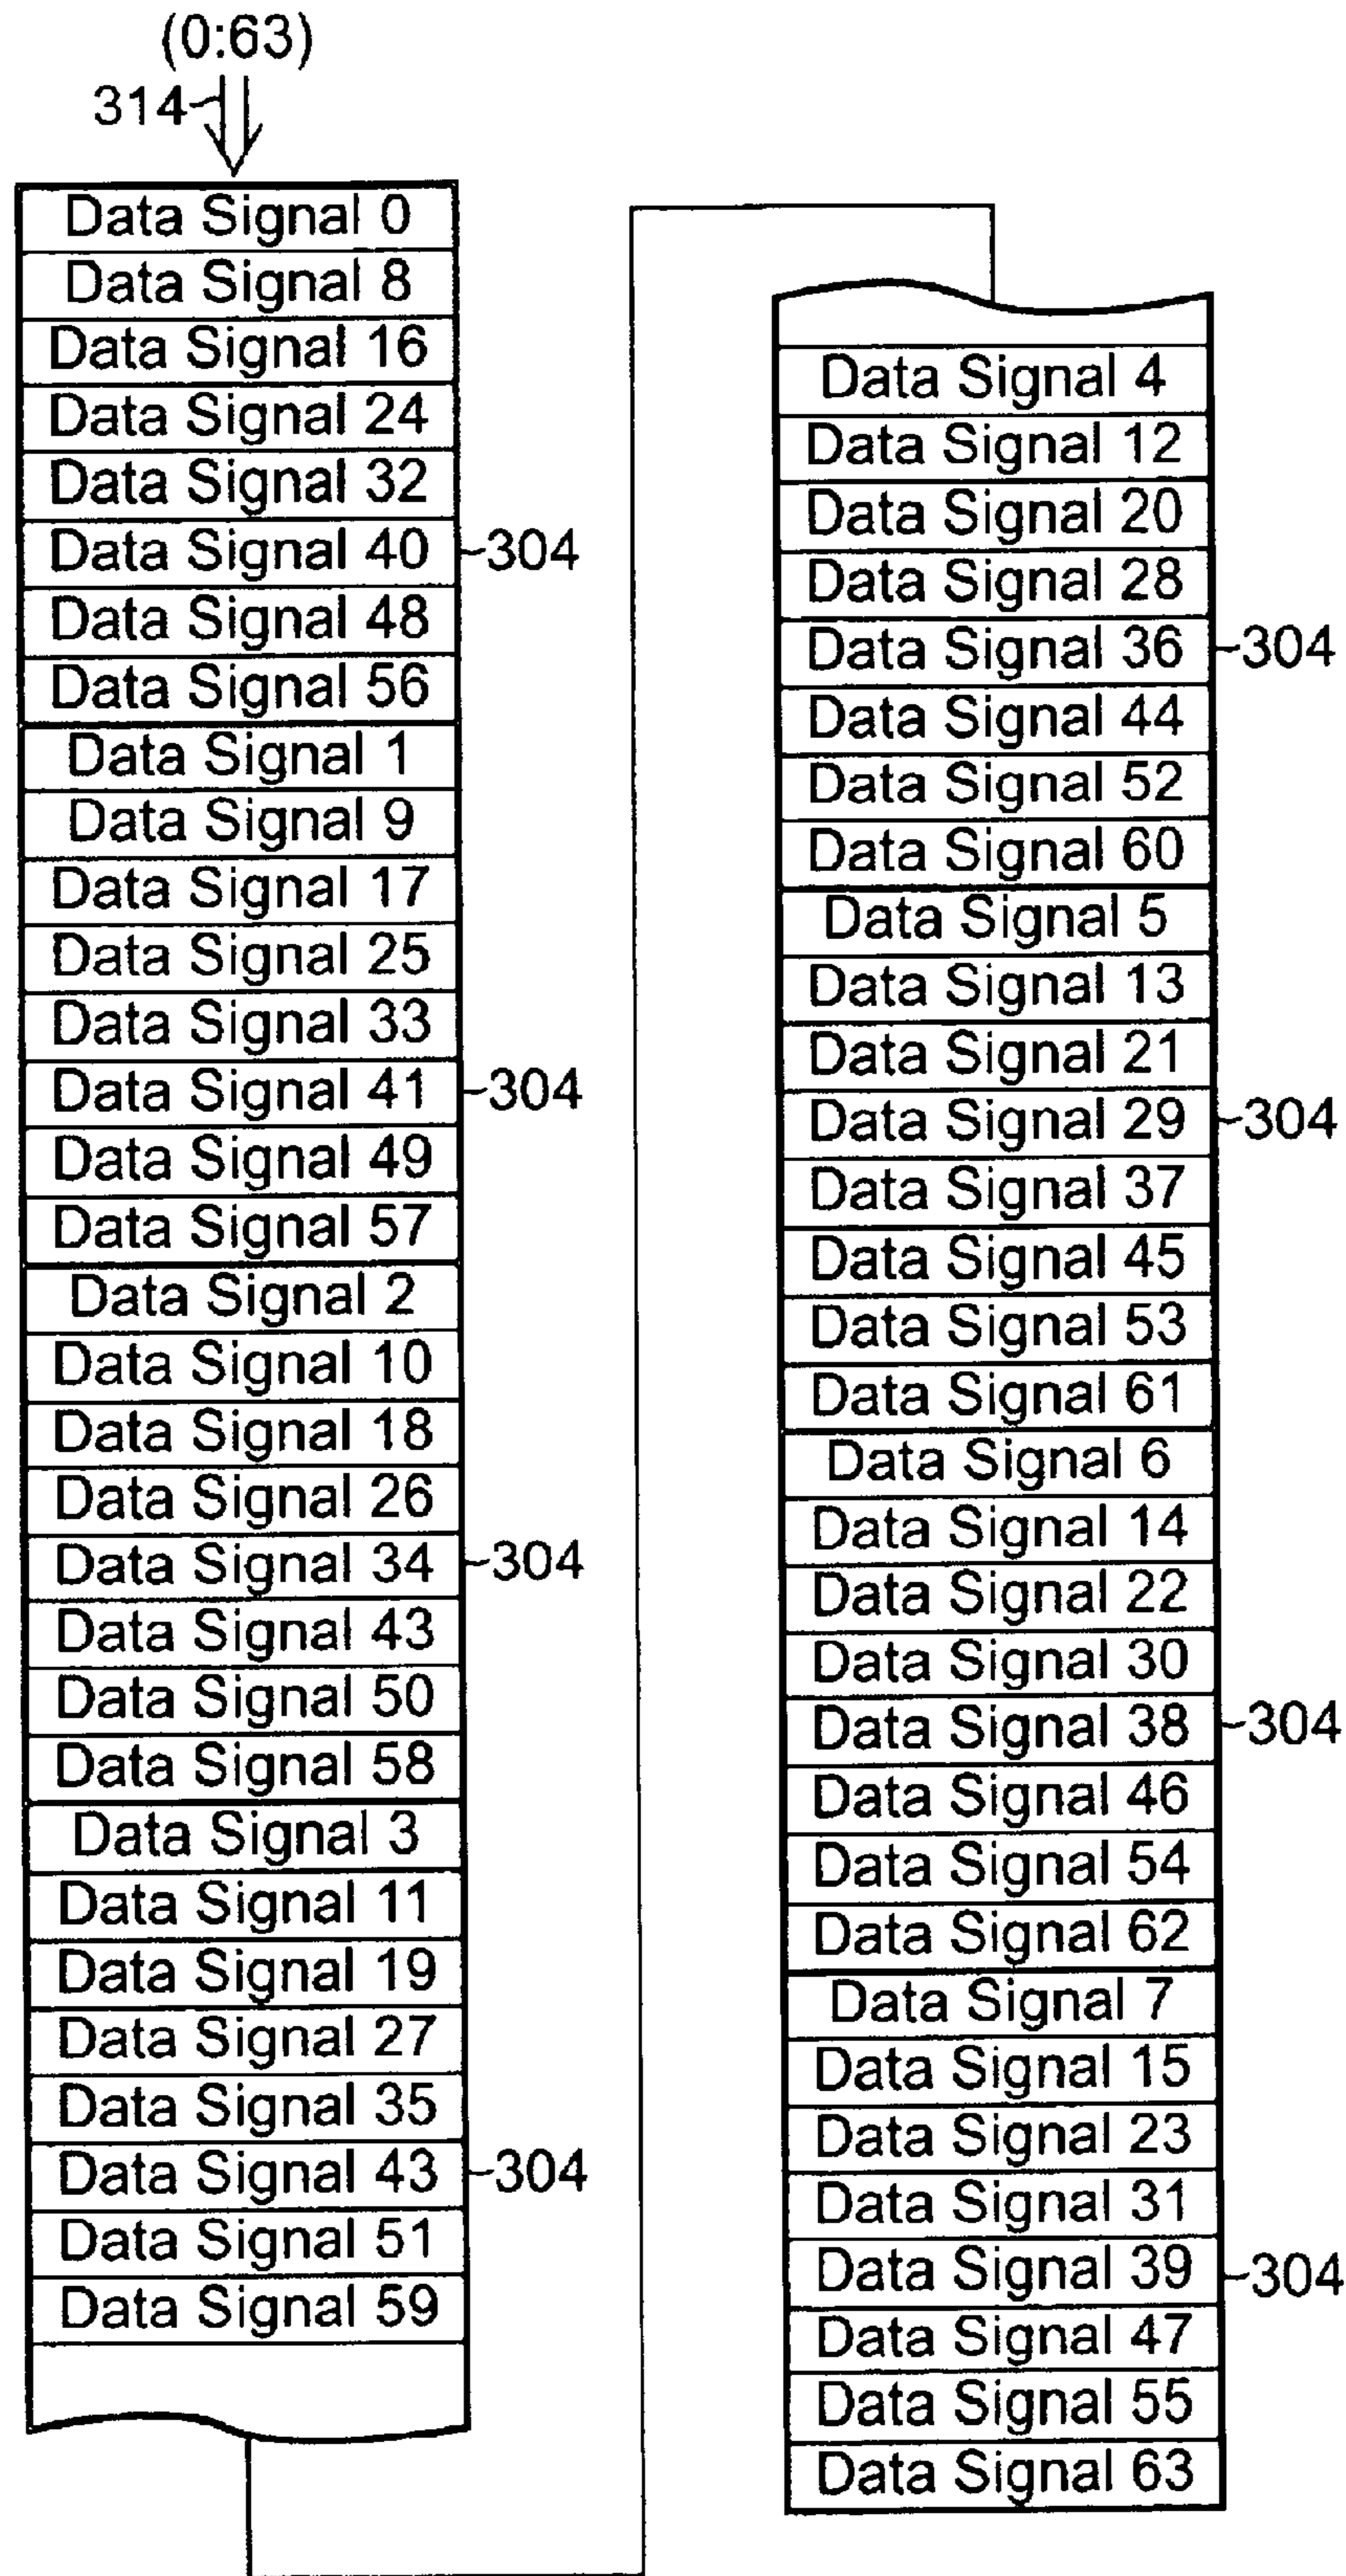 (0:63)
314
Data Signal 0
Data Signal 8
Data Signal 16
Data Signal 24
Data Signal 32
Data Signal 40 304
Data Signal 48
Data Signal 56
Data Signal 1
Data Signal 9
Data Signal 17
Data Signal 25
Data Signal 33
Data Signal 41 304
Data Signal 49
Data Signal 57
Data Signal 2
Data Signal 10
Data Signal 18
Data Signal 26
Data Signal 34 304
Data Signal 43
Data Signal 50
Data Signal 58
Data Signal 3
Data Signal 11
Data Signal 19
Data Signal 27
Data Signal 35
Data Signal 43 304
Data Signal 51
Data Signal 59
Data Signal 4
Data Signal 12
Data Signal 20
Data Signal 28
Data Signal 36 304
Data Signal 44
Data Signal 52
Data Signal 60
Data Signal 5
Data Signal 13
Data Signal 21
Data Signal 29 304
Data Signal 37
Data Signal 45
Data Signal 53
Data Signal 61
Data Signal 6
Data Signal 14
Data Signal 22
Data Signal 30
Data Signal 38 304
Data Signal 46
Data Signal 54
Data Signal 62
Data Signal 7
Data Signal 15
Data Signal 23
Data Signal 31
Data Signal 39 304
Data Signal 47
Data Signal 55
Data Signal 63